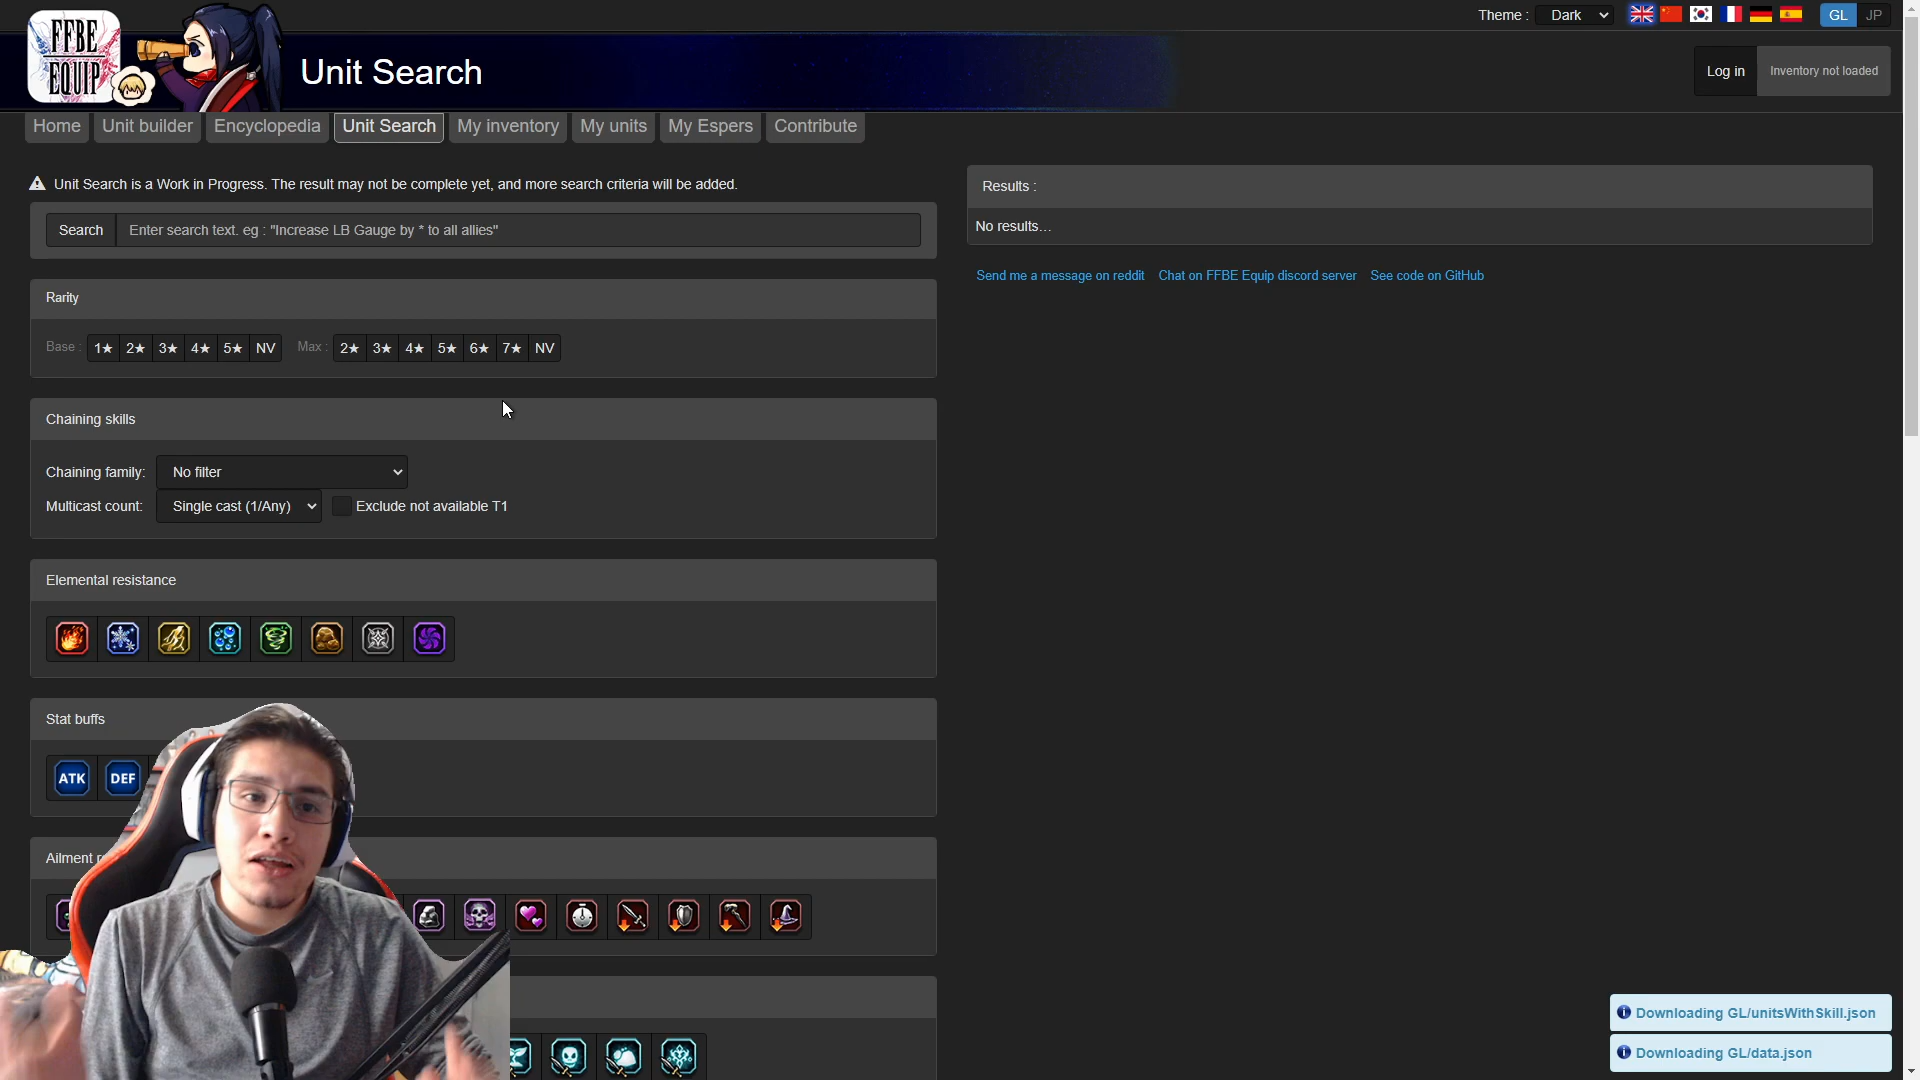 Theme : Dark GL JP
FFBE
EQUIP
Unit Search
Log in Inventory not loaded
Home Unit builder Encyclopedia Unit Search My inventory My units My Espers Contribute
Unit Search is a Work in Progress. The result may not be complete yet, and more search criteria will be added.
Search Enter search text. eg : "Increase LB Gauge by * to all allies"
Rarity
Base : 1★ 2★ 3★ 4★ 5★ NV Max : 2★ 3★ 4★ 5★ 6★ 7★ NV
Chaining skills
Chaining family: No filter
Multicast count: Single cast (1/Any) Exclude not available T1
Elemental resistance
Stat buffs
ATK DEF
Ailment
Results :
No results...
Send me a message on reddit Chat on FFBE Equip discord server See code on GitHub
Downloading GL/unitsWithSkill.json
Downloading GL/data.json